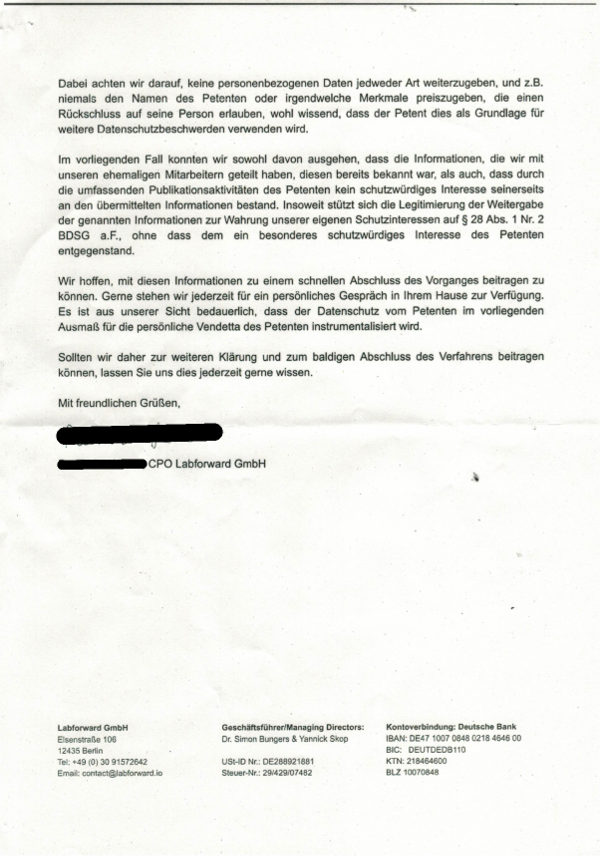 Dabei achten wir darauf, keine personenbezogenen Daten jedweder Art weiterzugeben, und z.B.
niemals den Namen des Petenten oder irgendwelche Merkmale preiszugeben, die einen
Rückschluss auf seine Person erlauben, wohl wissend, dass der Petent dies als Grundlage für
weitere Datenschutzbeschwerden verwenden wird.
Im vorliegenden Fall konnten wir sowohl davon ausgehen, dass die Informationen, die wir mit
unseren ehemaligen Mitarbeitern geteilt haben, diesen bereits bekannt war, als auch, dass durch
die umfassenden Publikationsaktivitäten des Petenten kein schutzwürdiges Interesse seinerseits
an den übermittelten Informationen bestand. Insoweit stützt sich die Legitimierung der Weitergabe
der genannten Informationen zur Wahrung unserer eigenen Schutzinteressen auf § 28 Abs. 1 Nr. 2
BDSG a.F., ohne dass dem ein besonderes schutzwürdiges Interesse des Petenten
entgegenstand.
Wir hoffen, mit diesen Informationen zu einem schnellen Abschluss des Vorganges beitragen zu
können. Gerne stehen wir jederzeit für ein persönliches Gespräch in Ihrem Hause zur Verfügung.
Es ist aus unserer Sicht bedauerlich, dass der Datenschutz vom Petenten im vorliegenden
Ausmaß für die persönliche Vendetta des Petenten instrumentalisiert wird.
Sollten wir daher zur weiteren Klärung und zum baldigen Abschluss des Verfahrens beitragen
können, lassen Sie uns dies jederzeit gerne wissen.
Mit freundlichen Grüßen,
CPO Labforward GmbH
Labforward GmbH
Elsenstraße 106
12435 Berlin
Tel: +49 (0) 30 91572642
Email: contact@labforward.io
Geschäftsführer/Managing Directors:
Dr. Simon Bungers & Yannick Skop
USt-ID Nr.: DE288921881
Steuer-Nr.: 29/429/07482
Kontoverbindung: Deutsche Bank
IBAN: DE47 1007 0848 0218 4646 00
BIC: DEUTDEDB110
KTN: 218464600
BLZ 10070848